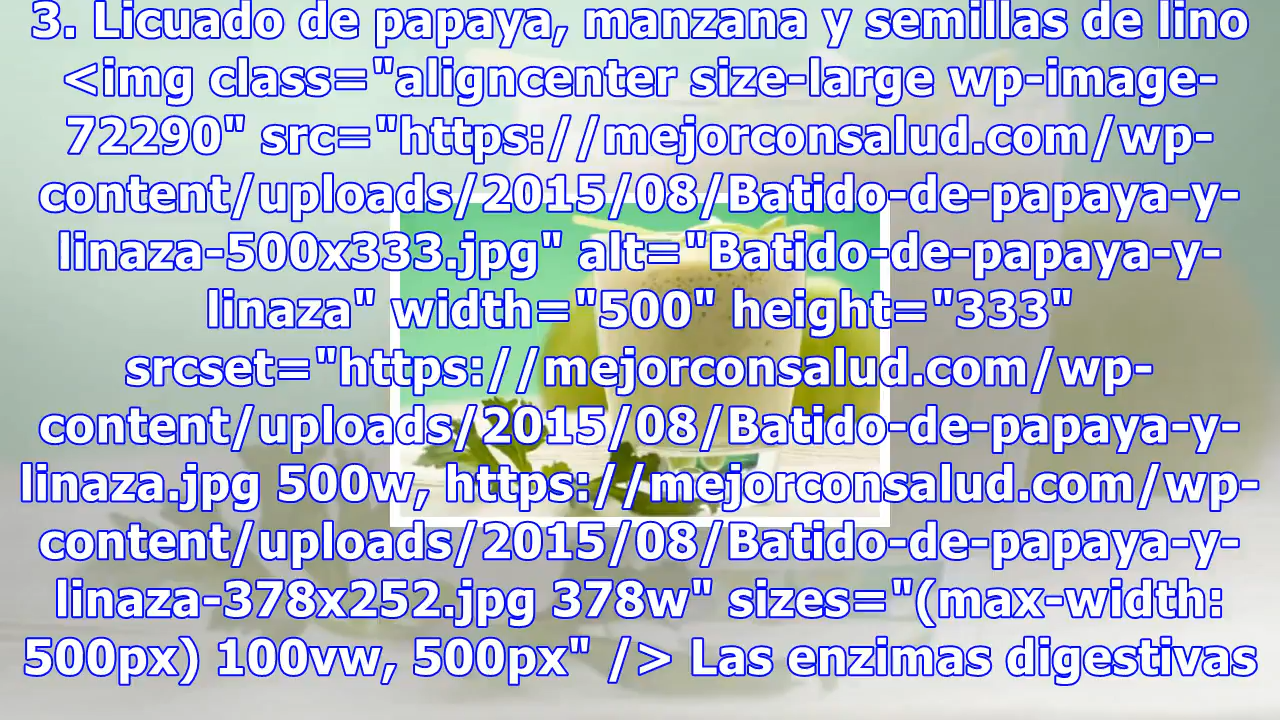 3. Licuado de papaya, manzana y semillas de lino
<img class="aligncenter size-large wp-image-
72290" src="https://mejorconsalud.com/wp-
content/uploads/2015/08/Batido-de-papaya-y-
linaza-500x333.jpg" alt="Batido-de-papaya-y-
linaza" width="500" height="333"
srcset="https://mejorconsalud.com/wp-
content/uploads/2015/08/Batido-de-papaya-y-
linaza.jpg 500w, https://mejorconsalud.com/wp-
content/uploads/2015/08/Batido-de-papaya-y-
linaza-378x252.jpg 378w" sizes="(max-width:
500px) 100vw, 500px" /> Las enzimas digestivas